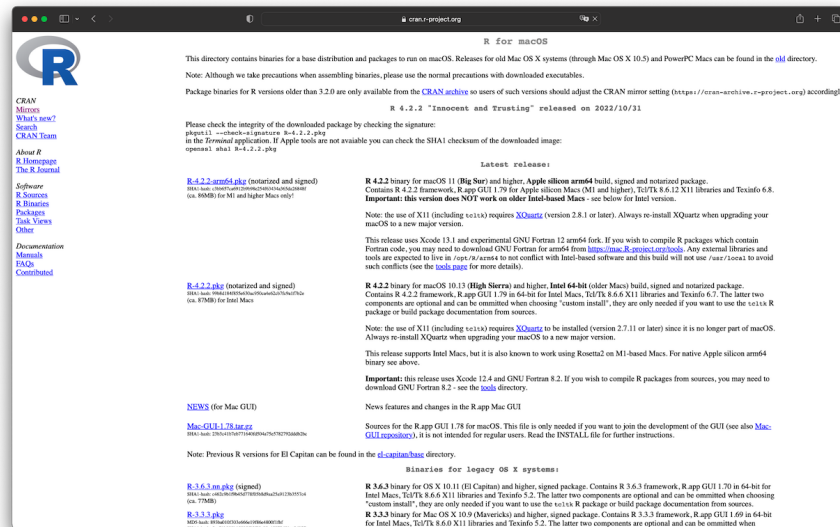 cran.r-project.org
R for macOS
This directory contains binaries for a base distribution and packages to run on macOS. Releases for old Mac OS X systems (through Mac OS X 10.5) and PowerPC Macs can be found in the old directory.
Note: Although we take precautions when assembling binaries, please use the normal precautions with downloaded executables.
Package binaries for R versions older than 3.2.0 are only available from the CRAN archive so users of such versions should adjust the CRAN mirror setting (https://cran-archive.r-project.org) accordingl
R 4.2.2 "Innocent and Trusting" released on 2022/10/31
Please check the integrity of the downloaded package by checking the signature:
pkgutil --check-signature R-4.2.2.pkg
in the Terminal application. If Apple tools are not avaiable you can check the SHA1 checksum of the downloaded image:
openssl sha1 R-4.2.2.pkg
R
CRAN
Mirrors
What's new?
Search
CRAN Team
About R
R Homepage
The R Journal
Software
R Sources
R Binaries
Packages
Task Views
Other
Documentation
Manuals
FAQs
Contributed
Latest release:
R-4.2.2-arm64.pkg (notarized and signed)
SHA1-hash:
(ca. 86MB) for M1 and higher Macs only!
R 4.2.2 binary for macOS 11 (Big Sur) and higher, Apple silicon arm64 build, signed and notarized package.
Contains R 4.2.2 framework, R.app GUI 1.79 for Apple silicon Macs (M1 and higher), Tcl/Tk 8.6.12 X11 libraries and Texinfo 6.8.
Important: this version does NOT work on older Intel-based Macs - see below for Intel version.
Note: the use of X11 (including tcltk) requires XQuartz (version 2.8.1 or later). Always re-install XQuartz when upgrading your
macOS to a new major version.
This release uses Xcode 13.1 and experimental GNU Fortran 12 arm64 fork. If you wish to compile R packages which contain
Fortran code, you may need to download GNU Fortran for arm64 from https://mac.R-project.org/tools. Any external libraries and
tools are expected to live in /opt/R/arm64 to not conflict with Intel-based software and this build will not use /usr/local to avoid
such conflicts (see the tools page for more details).
R-4.2.2.pkg (notarized and signed)
SHA1-hash:
(ca. 87MB) for Intel Macs
R 4.2.2 binary for macOS 10.13 (High Sierra) and higher, Intel 64-bit (older Macs) build, signed and notarized package.
Contains R 4.2.2 framework, R.app GUI 1.79 in 64-bit for Intel Macs, Tcl/Tk 8.6.6 X11 libraries and Texinfo 6.7. The latter two
components are optional and can be ommitted when choosing "custom install", they are only needed if you want to use the tcltk R
package or build package documentation from sources.
Note: the use of X11 (including tcltk) requires XQuartz to be installed (version 2.7.11 or later) since it is no longer part of macOS.
Always re-install XQuartz when upgrading your macOS to a new major version.
This release supports Intel Macs, but it is also known to work using Rosetta2 on M1-based Macs. For native Apple silicon arm64
binary see above.
Important: this release uses Xcode 12.4 and GNU Fortran 8.2. If you wish to compile R packages from sources, you may need to
download GNU Fortran 8.2 - see the tools directory.
NEWS (for Mac GUI)
News features and changes in the R.app Mac GUI
Mac-GUI-1.78.tar.gz
SHA1-hash:
Sources for the R.app GUI 1.78 for macOS. This file is only needed if you want to join the development of the GUI (see also Mac-
GUI repository), it is not intended for regular users. Read the INSTALL file for further instructions.
Note: Previous R versions for El Capitan can be found in the el-capitan/base directory.
Binaries for legacy OS X systems:
R-3.6.3.nn.pkg (signed)
SHA1-hash:
(ca. 77MB)
R 3.6.3 binary for OS X 10.11 (El Capitan) and higher, signed package. Contains R 3.6.3 framework, R.app GUI 1.70 in 64-bit for
Intel Macs, Tcl/Tk 8.6.6 X11 libraries and Texinfo 5.2. The latter two components are optional and can be ommitted when choosing
"custom install", they are only needed if you want to use the tcltk R package or build package documentation from sources.
R-3.3.3.pkg
MD5-hash:
R 3.3.3 binary for Mac OS X 10.9 (Mavericks) and higher, signed package. Contains R 3.3.3 framework, R.app GUI 1.69 in 64-bit
for Intel Macs, Tcl/Tk 8.6.0 X11 libraries and Texinfo 5.2. The latter two components are optional and can be ommitted when